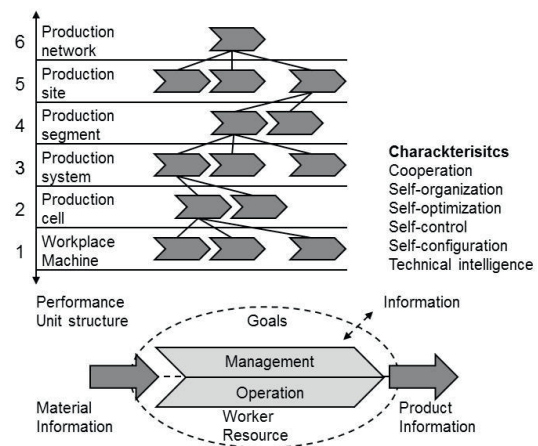 6 Production
network
5 Production
site
4 Production
segment
3 Production
system
2 Production
cell
1 Workplace
Machine
Charackterisitcs
Cooperation
Self-organization
Self-optimization
Self-control
Self-configuration
Technical intelligence
Performance
Unit structure
Goals
Information
Management
Operation
Material
Information
Worker
Resource
Product
Information